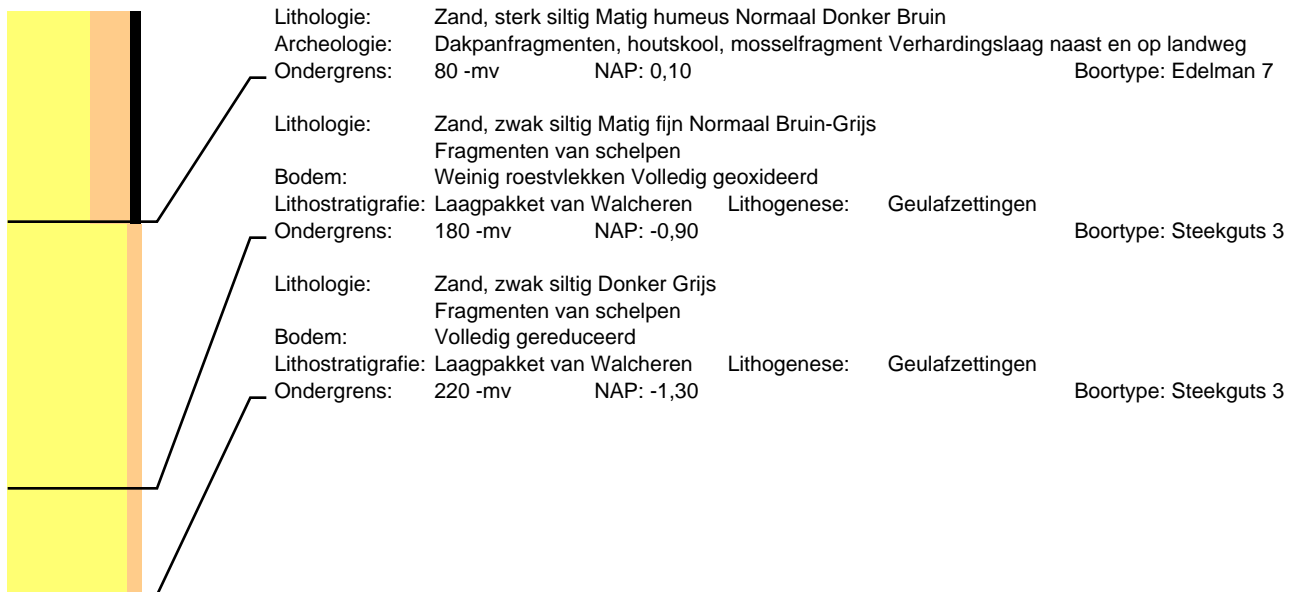 Lithologie: Zand, sterk siltig Matig humeus Normaal Donker Bruin
Archeologie: Dakpanfragmenten, houtskool, mosselfragment Verhardingslaag naast en op landweg
Ondergrens: 80 -mv NAP: 0,10 Boortype: Edelman 7
Lithologie: Zand, zwak siltig Matig fijn Normaal Bruin-Grijs
Fragmenten van schelpen
Bodem: Weinig roestvlekken Volledig geoxideerd
Lithostratigrafie: Laagpakket van Walcheren Lithogenese: Geulafzettingen
Ondergrens: 180 -mv NAP: -0,90 Boortype: Steekguts 3
Lithologie: Zand, zwak siltig Donker Grijs
Fragmenten van schelpen
Bodem: Volledig gereduceerd
Lithostratigrafie: Laagpakket van Walcheren Lithogenese: Geulafzettingen
Ondergrens: 220 -mv NAP: -1,30 Boortype: Steekguts 3